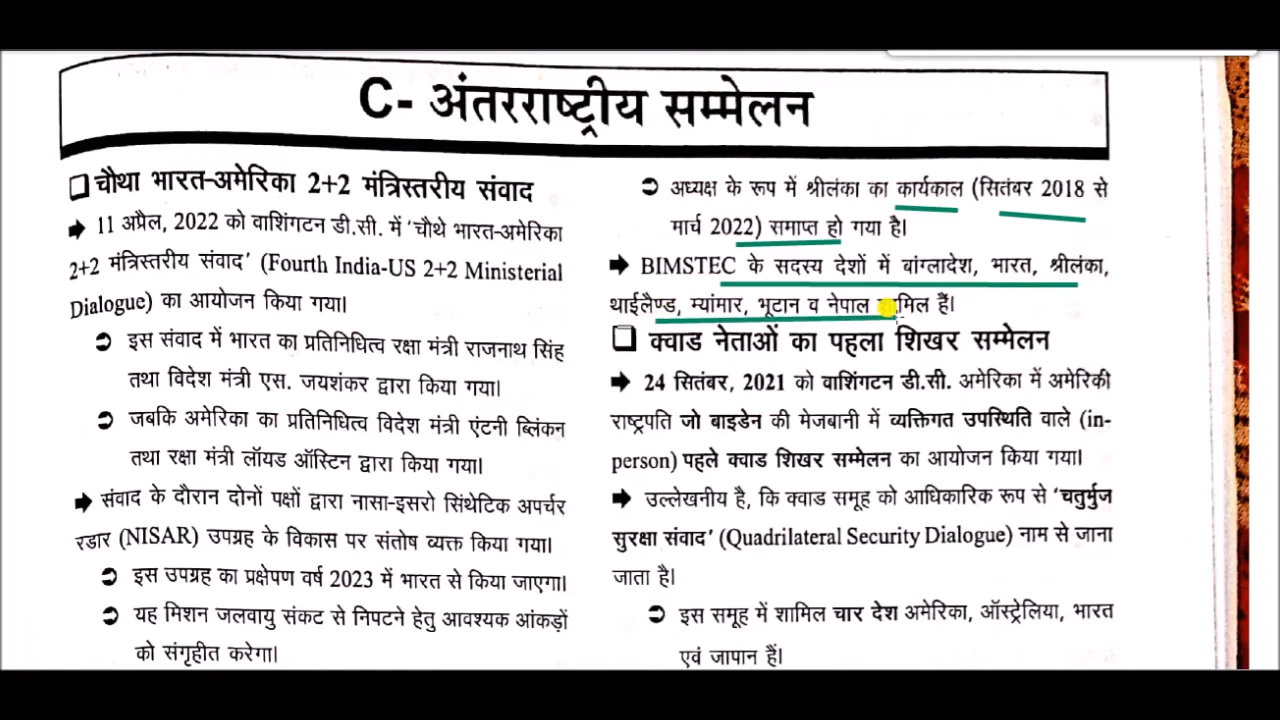 C- अंतरराष्ट्रीय सम्मेलन
❑ चौथा भारत-अमेरिका 2+2 मंत्रिस्तरीय संवाद
➡ 11 अप्रैल, 2022 को वाशिंगटन डी.सी. में 'चौथे भारत-अमेरिका
2+2 मंत्रिस्तरीय संवाद' (Fourth India-US 2+2 Ministerial
Dialogue) का आयोजन किया गया।
➲ इस संवाद में भारत का प्रतिनिधित्व रक्षा मंत्री राजनाथ सिंह
तथा विदेश मंत्री एस. जयशंकर द्वारा किया गया।
➲ जबकि अमेरिका का प्रतिनिधित्व विदेश मंत्री एंटनी ब्लिंकन
तथा रक्षा मंत्री लॉयड ऑस्टिन द्वारा किया गया।
➡ संवाद के दौरान दोनों पक्षों द्वारा नासा-इसरो सिंथेटिक अपर्चर
रडार (NISAR) उपग्रह के विकास पर संतोष व्यक्त किया गया।
➲ इस उपग्रह का प्रक्षेपण वर्ष 2023 में भारत से किया जाएगा।
➲ यह मिशन जलवायु संकट से निपटने हेतु आवश्यक आंकड़ों
को संगृहीत करेगा।
➲ अध्यक्ष के रूप में श्रीलंका का कार्यकाल (सितंबर 2018 से
मार्च 2022) समाप्त हो गया है।
➡ BIMSTEC के सदस्य देशों में बांग्लादेश, भारत, श्रीलंका,
थाईलैण्ड, म्यांमार, भूटान व नेपाल हैं।
❑ क्वाड नेताओं का पहला शिखर सम्मेलन
➡ 24 सितंबर, 2021 को वाशिंगटन डी.सी. अमेरिका में अमेरिकी
राष्ट्रपति जो बाइडेन की मेजबानी में व्यक्तिगत उपस्थिति वाले (in-
person) पहले क्वाड शिखर सम्मेलन का आयोजन किया गया।
➡ उल्लेखनीय है, कि क्वाड समूह को आधिकारिक रूप से 'चतुर्भुज
सुरक्षा संवाद' (Quadrilateral Security Dialogue) नाम से जाना
जाता है।
➲ इस समूह में शामिल चार देश अमेरिका, ऑस्ट्रेलिया, भारत
एवं जापान हैं।